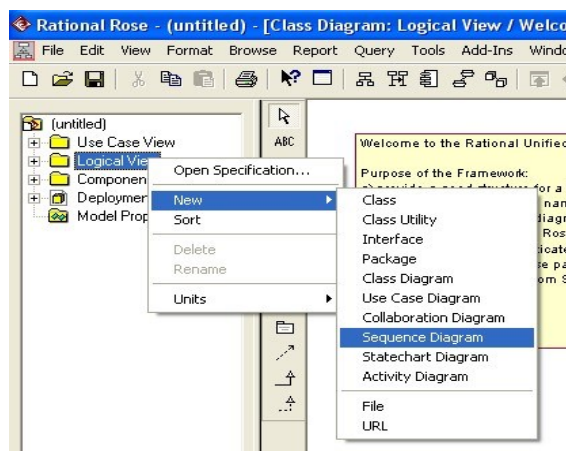 Rational Rose - (untitled) - [Class Diagram: Logical View / Welco
File Edit View Format Browse Report Query Tools Add-Ins Windo
(untitled)
Use Case View
Logical View
Component
Deploymen
Model Prop
ABC
Welcome to the Rational Unified
Purpose of the Framework:
Open Specification...
New
Sort
Delete
Rename
Units
Class
Class Utility
Interface
Package
Class Diagram
Use Case Diagram
Collaboration Diagram
Sequence Diagram
Statechart Diagram
Activity Diagram
File
URL